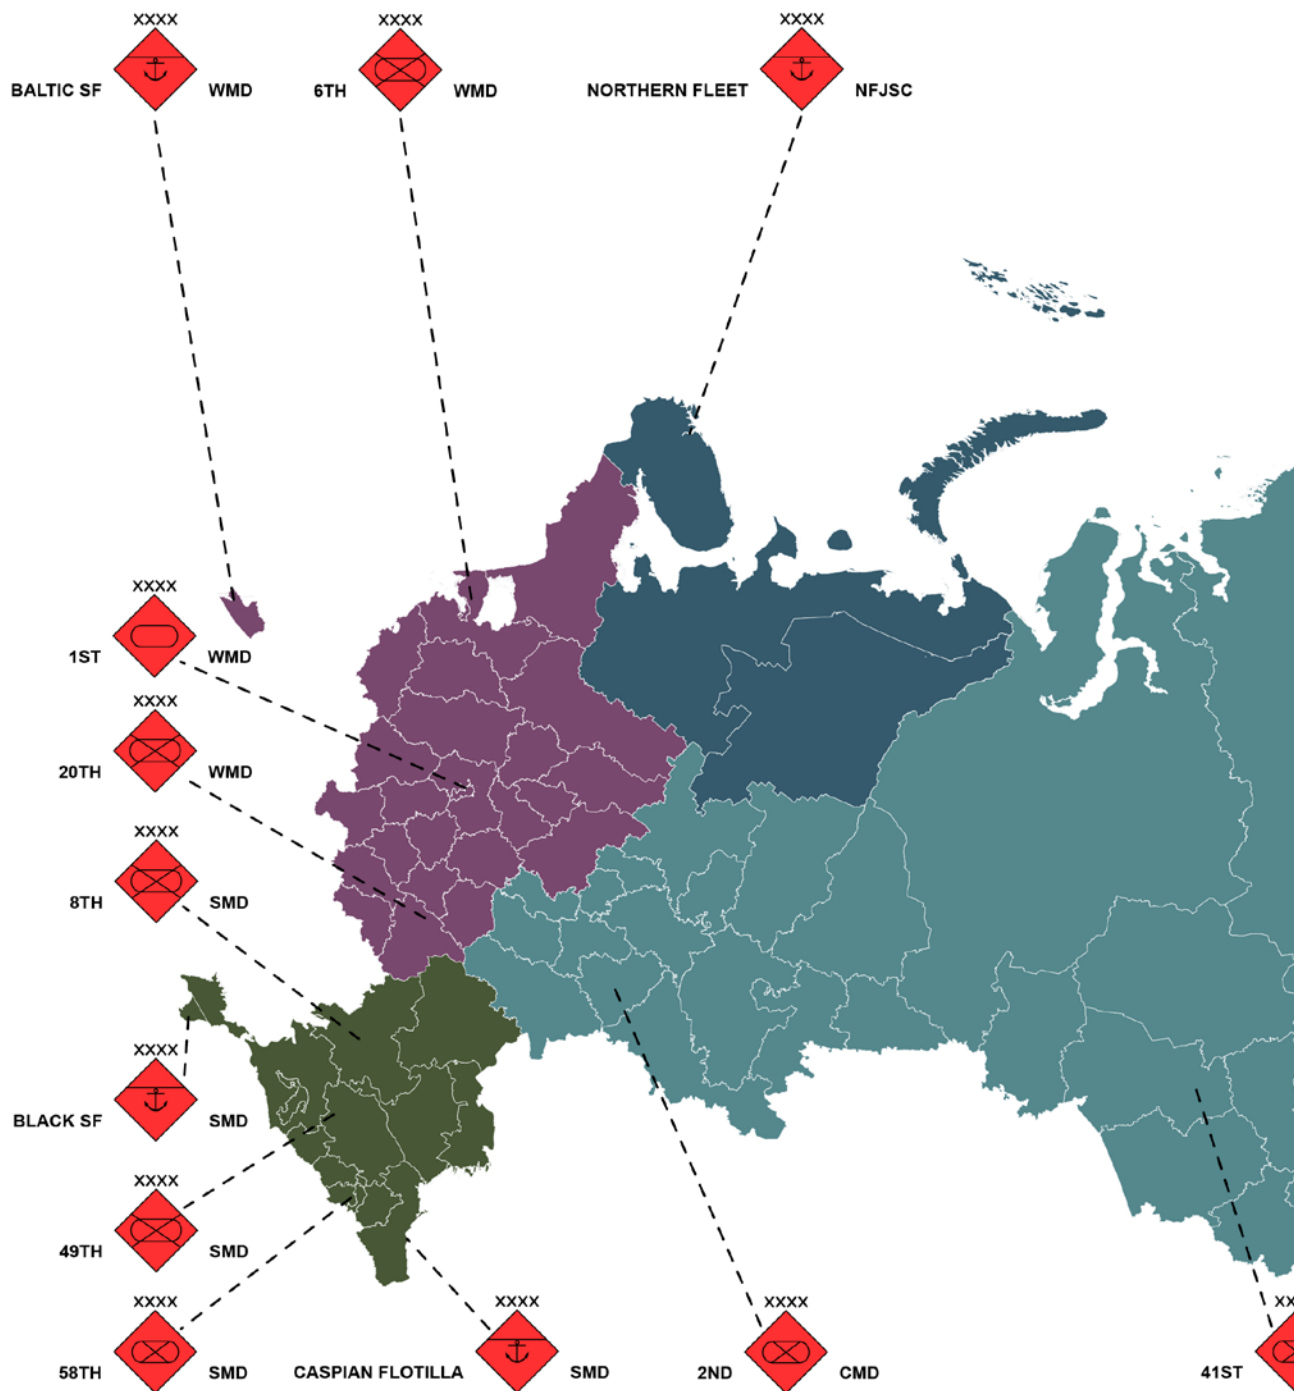 XXXX
BALTIC SF WMD
XXXX
6TH WMD
XXXX
NORTHERN FLEET NFJSC
XXXX
1ST WMD
XXXX
20TH WMD
XXXX
8TH SMD
XXXX
BLACK SF SMD
XXXX
49TH SMD
XXXX
58TH SMD
XXXX
CASPIAN FLOTILLA SMD
XXXX
2ND CMD
XX
41ST